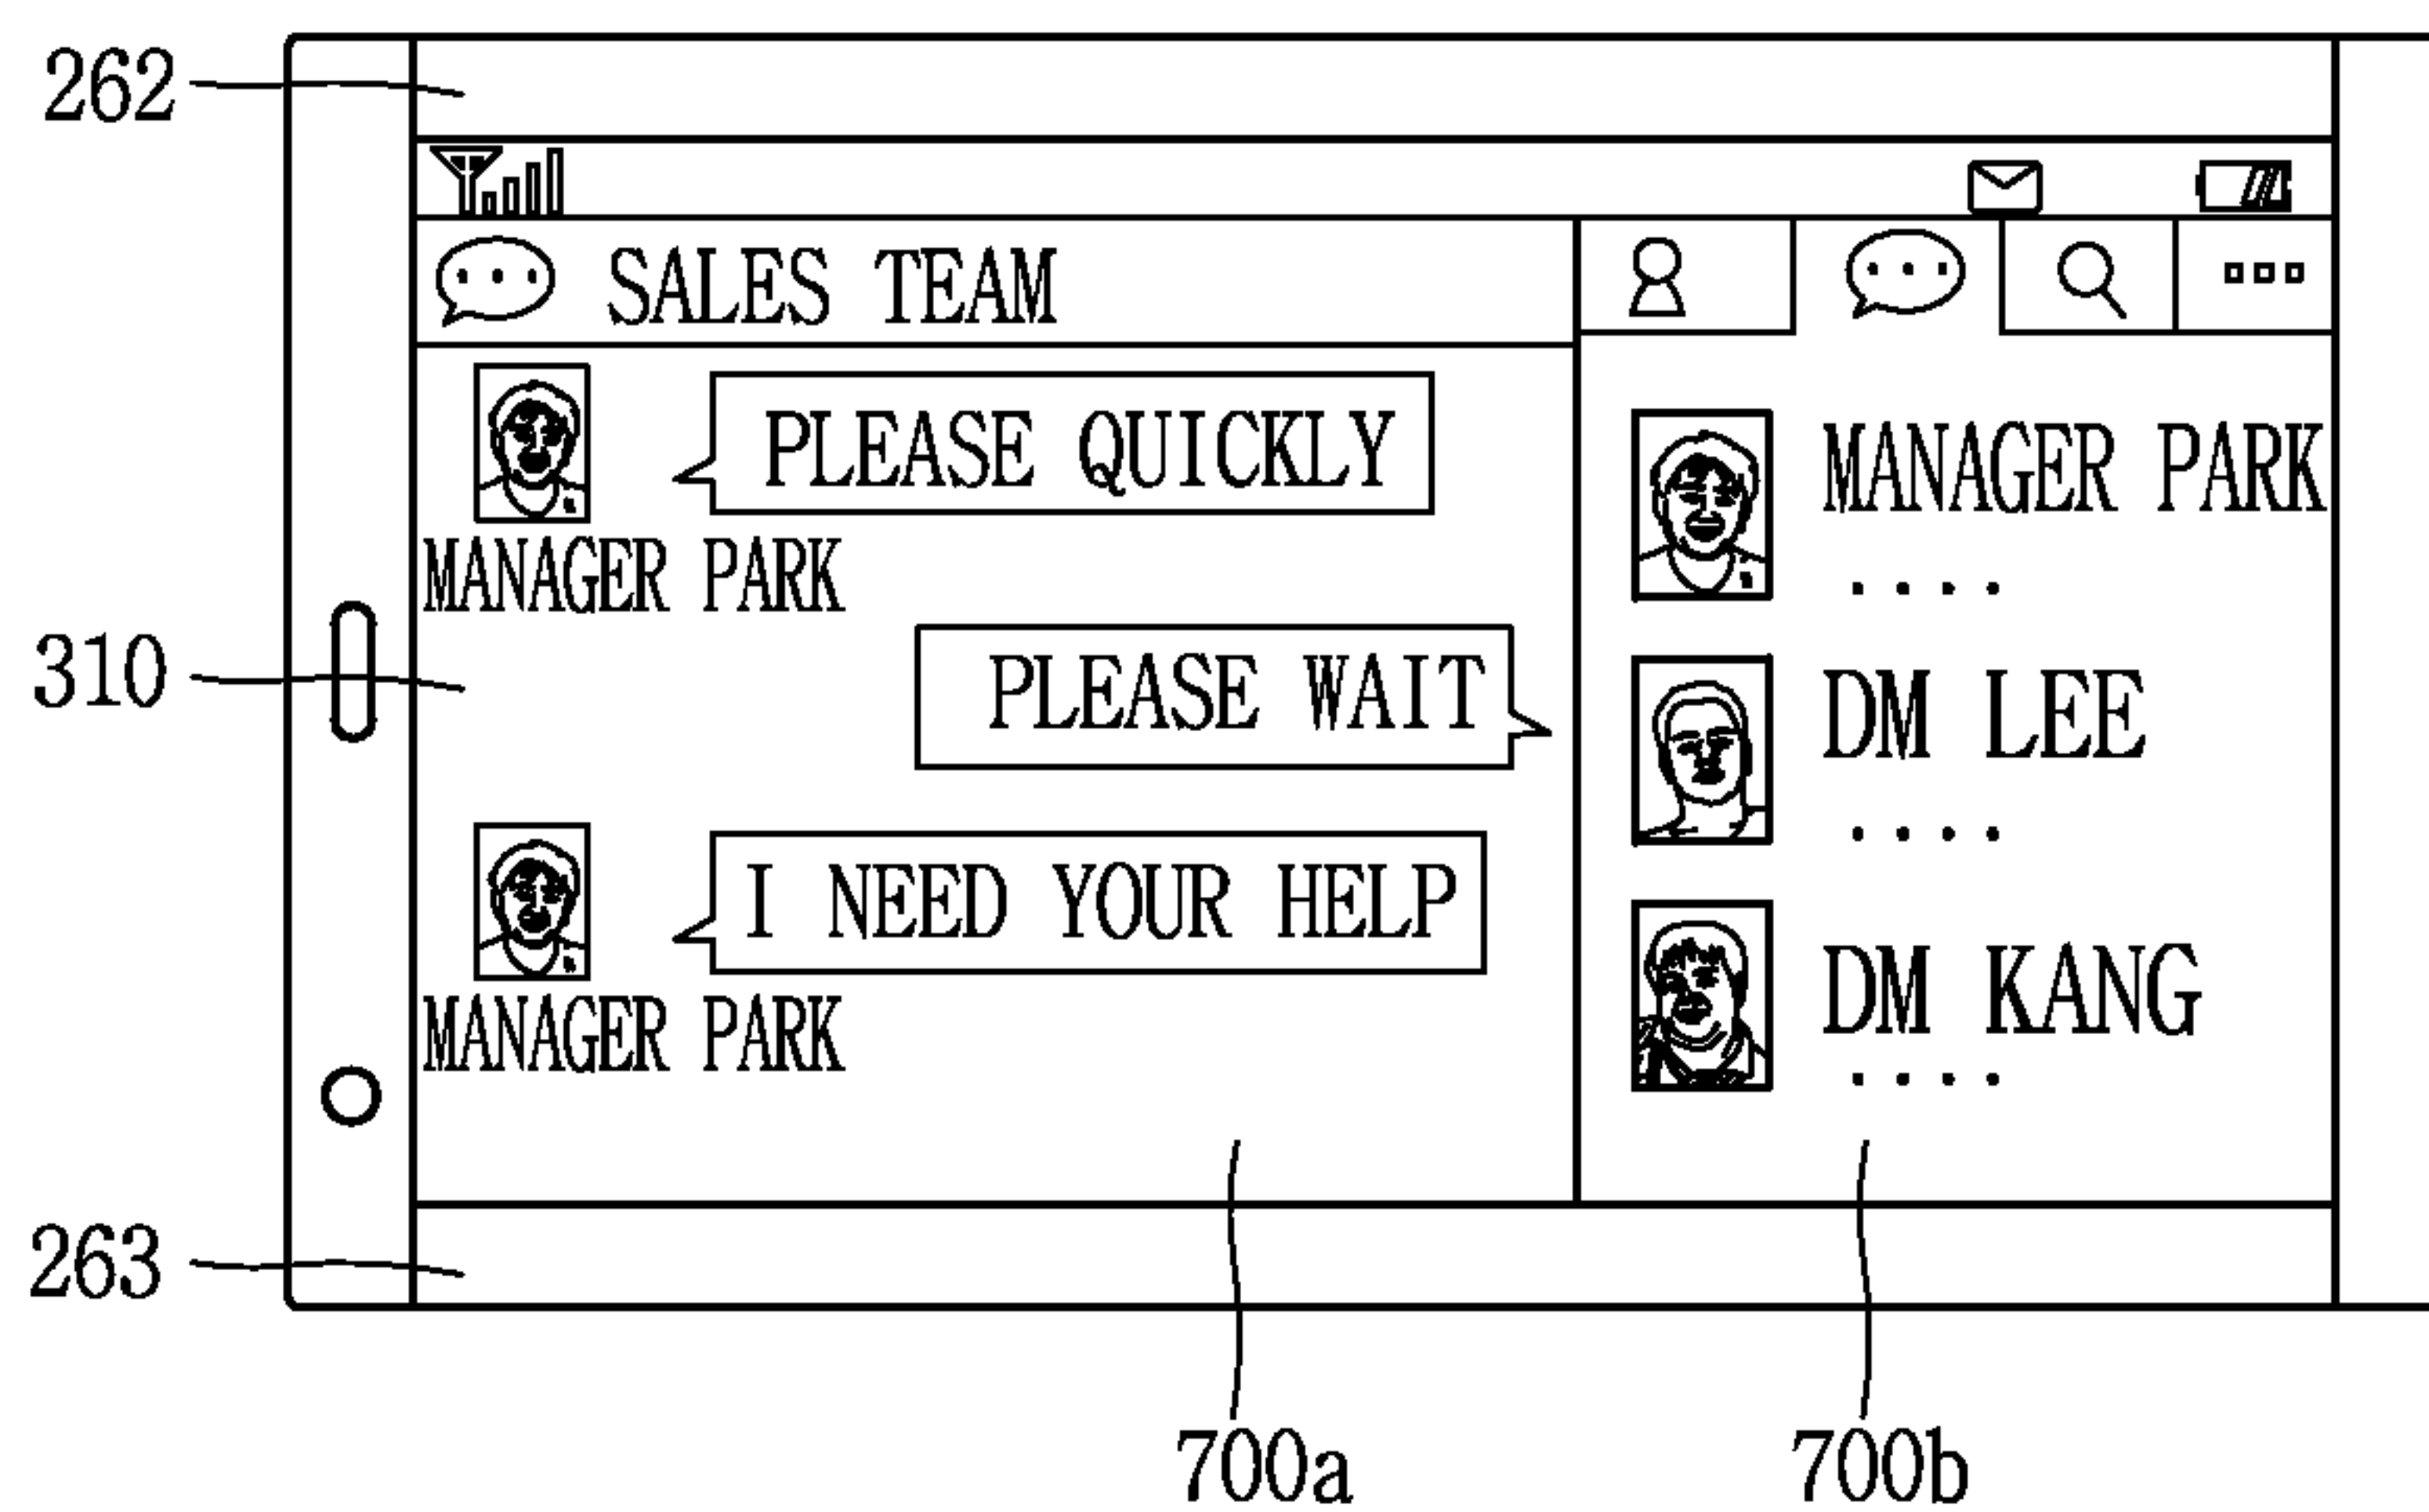 262
SALES TEAM
PLEASE QUICKLY
MANAGER PARK
310
PLEASE WAIT
I NEED YOUR HELP
MANAGER PARK
MANAGER PARK
....
DM LEE
....
DM KANG
....
263
700a
700b